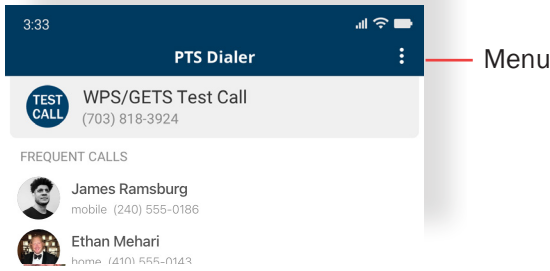 3:33
PTS Dialer
Menu
TEST CALL
WPS/GETS Test Call
(703) 818-3924
FREQUENT CALLS
James Ramsburg
mobile (240) 555-0186
Ethan Mehari
home (410) 555-0143